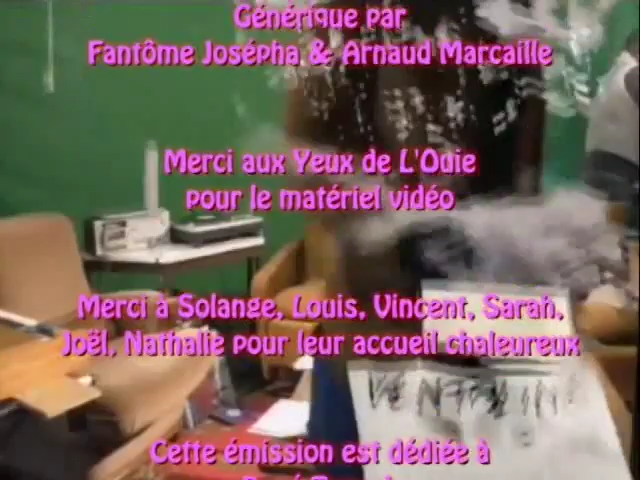 Générique par
Fantôme Josépha & Arnaud Marcaille
Merci aux Yeux de L'Ouie
pour le matériel vidéo
Merci à Solange, Louis, Vincent, Sarah,
Joël, Nathalie pour leur accueil chaleureux
Cette émission est dédiée à